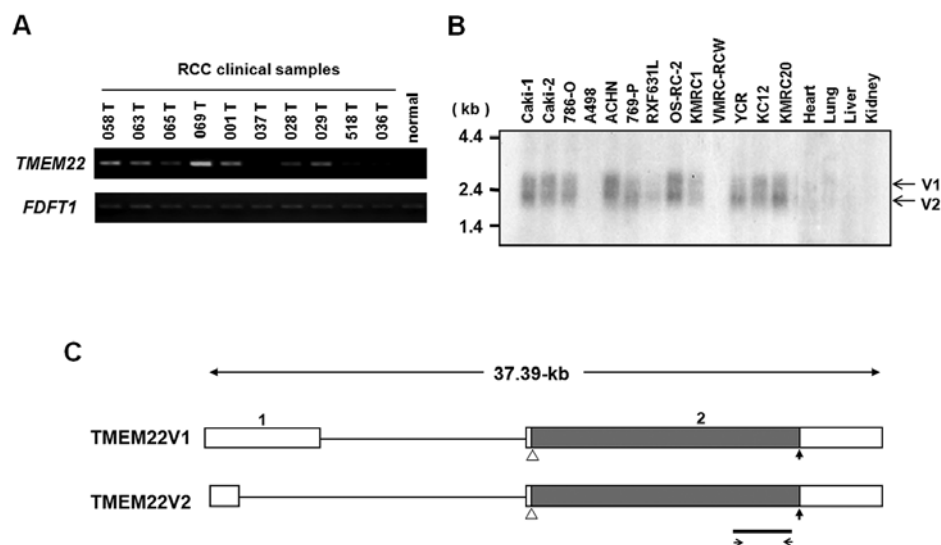 A
RCC clinical samples
058 T
063 T
065 T
069 T
001 T
037 T
028 T
029 T
518 T
036 T
normal
TMEM22
FDFT1
B
( kb )
Caki-1
Caki-2
786-O
A498
ACHN
769-P
RXF631L
OS-RC-2
KMRC1
VMRC-RCW
YCR
KC12
KMRC20
Heart
Lung
Liver
Kidney
4.4
2.4
1.4
V1
V2
C
37.39-kb
1
2
TMEM22V1
TMEM22V2